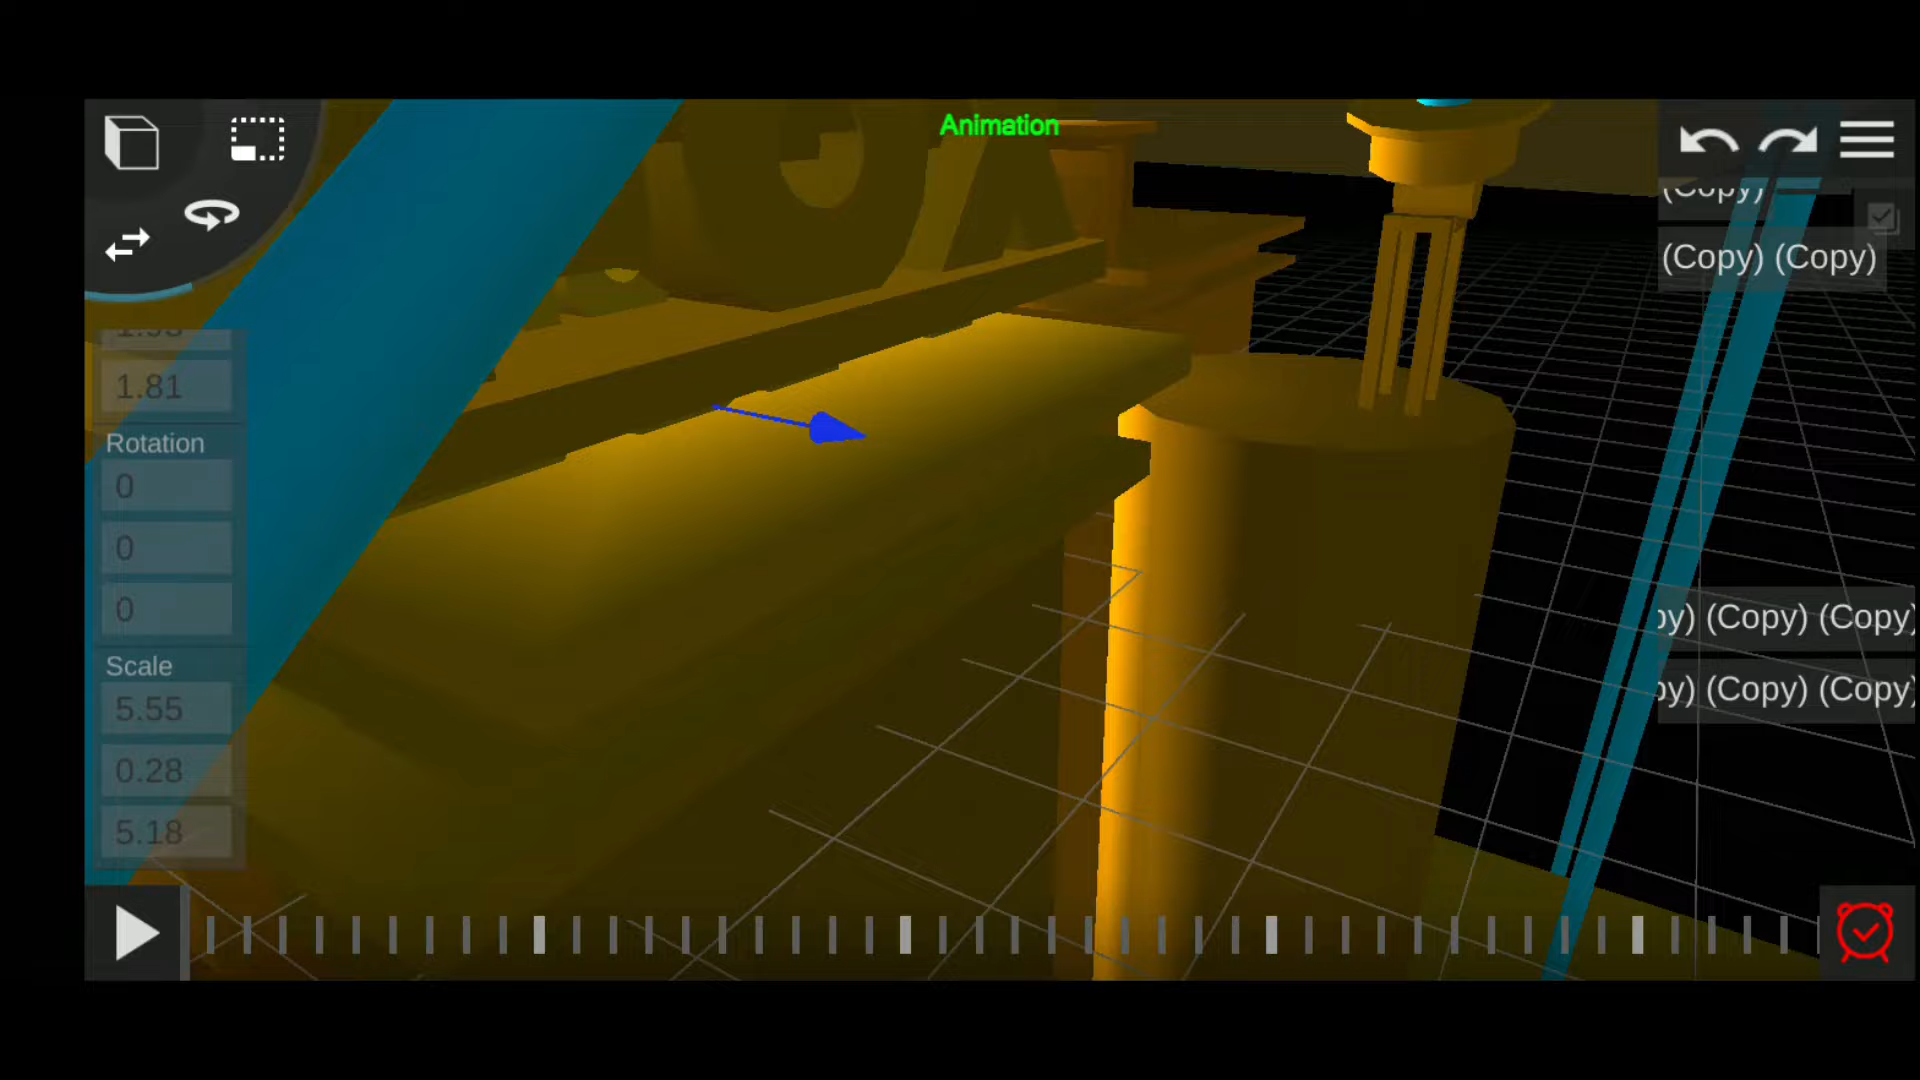 Animation
(Copy)
(Copy) (Copy)
1.81
Rotation
0
0
0
Scale
5.55
0.28
5.18
(Copy) (Copy)
(Copy) (Copy)